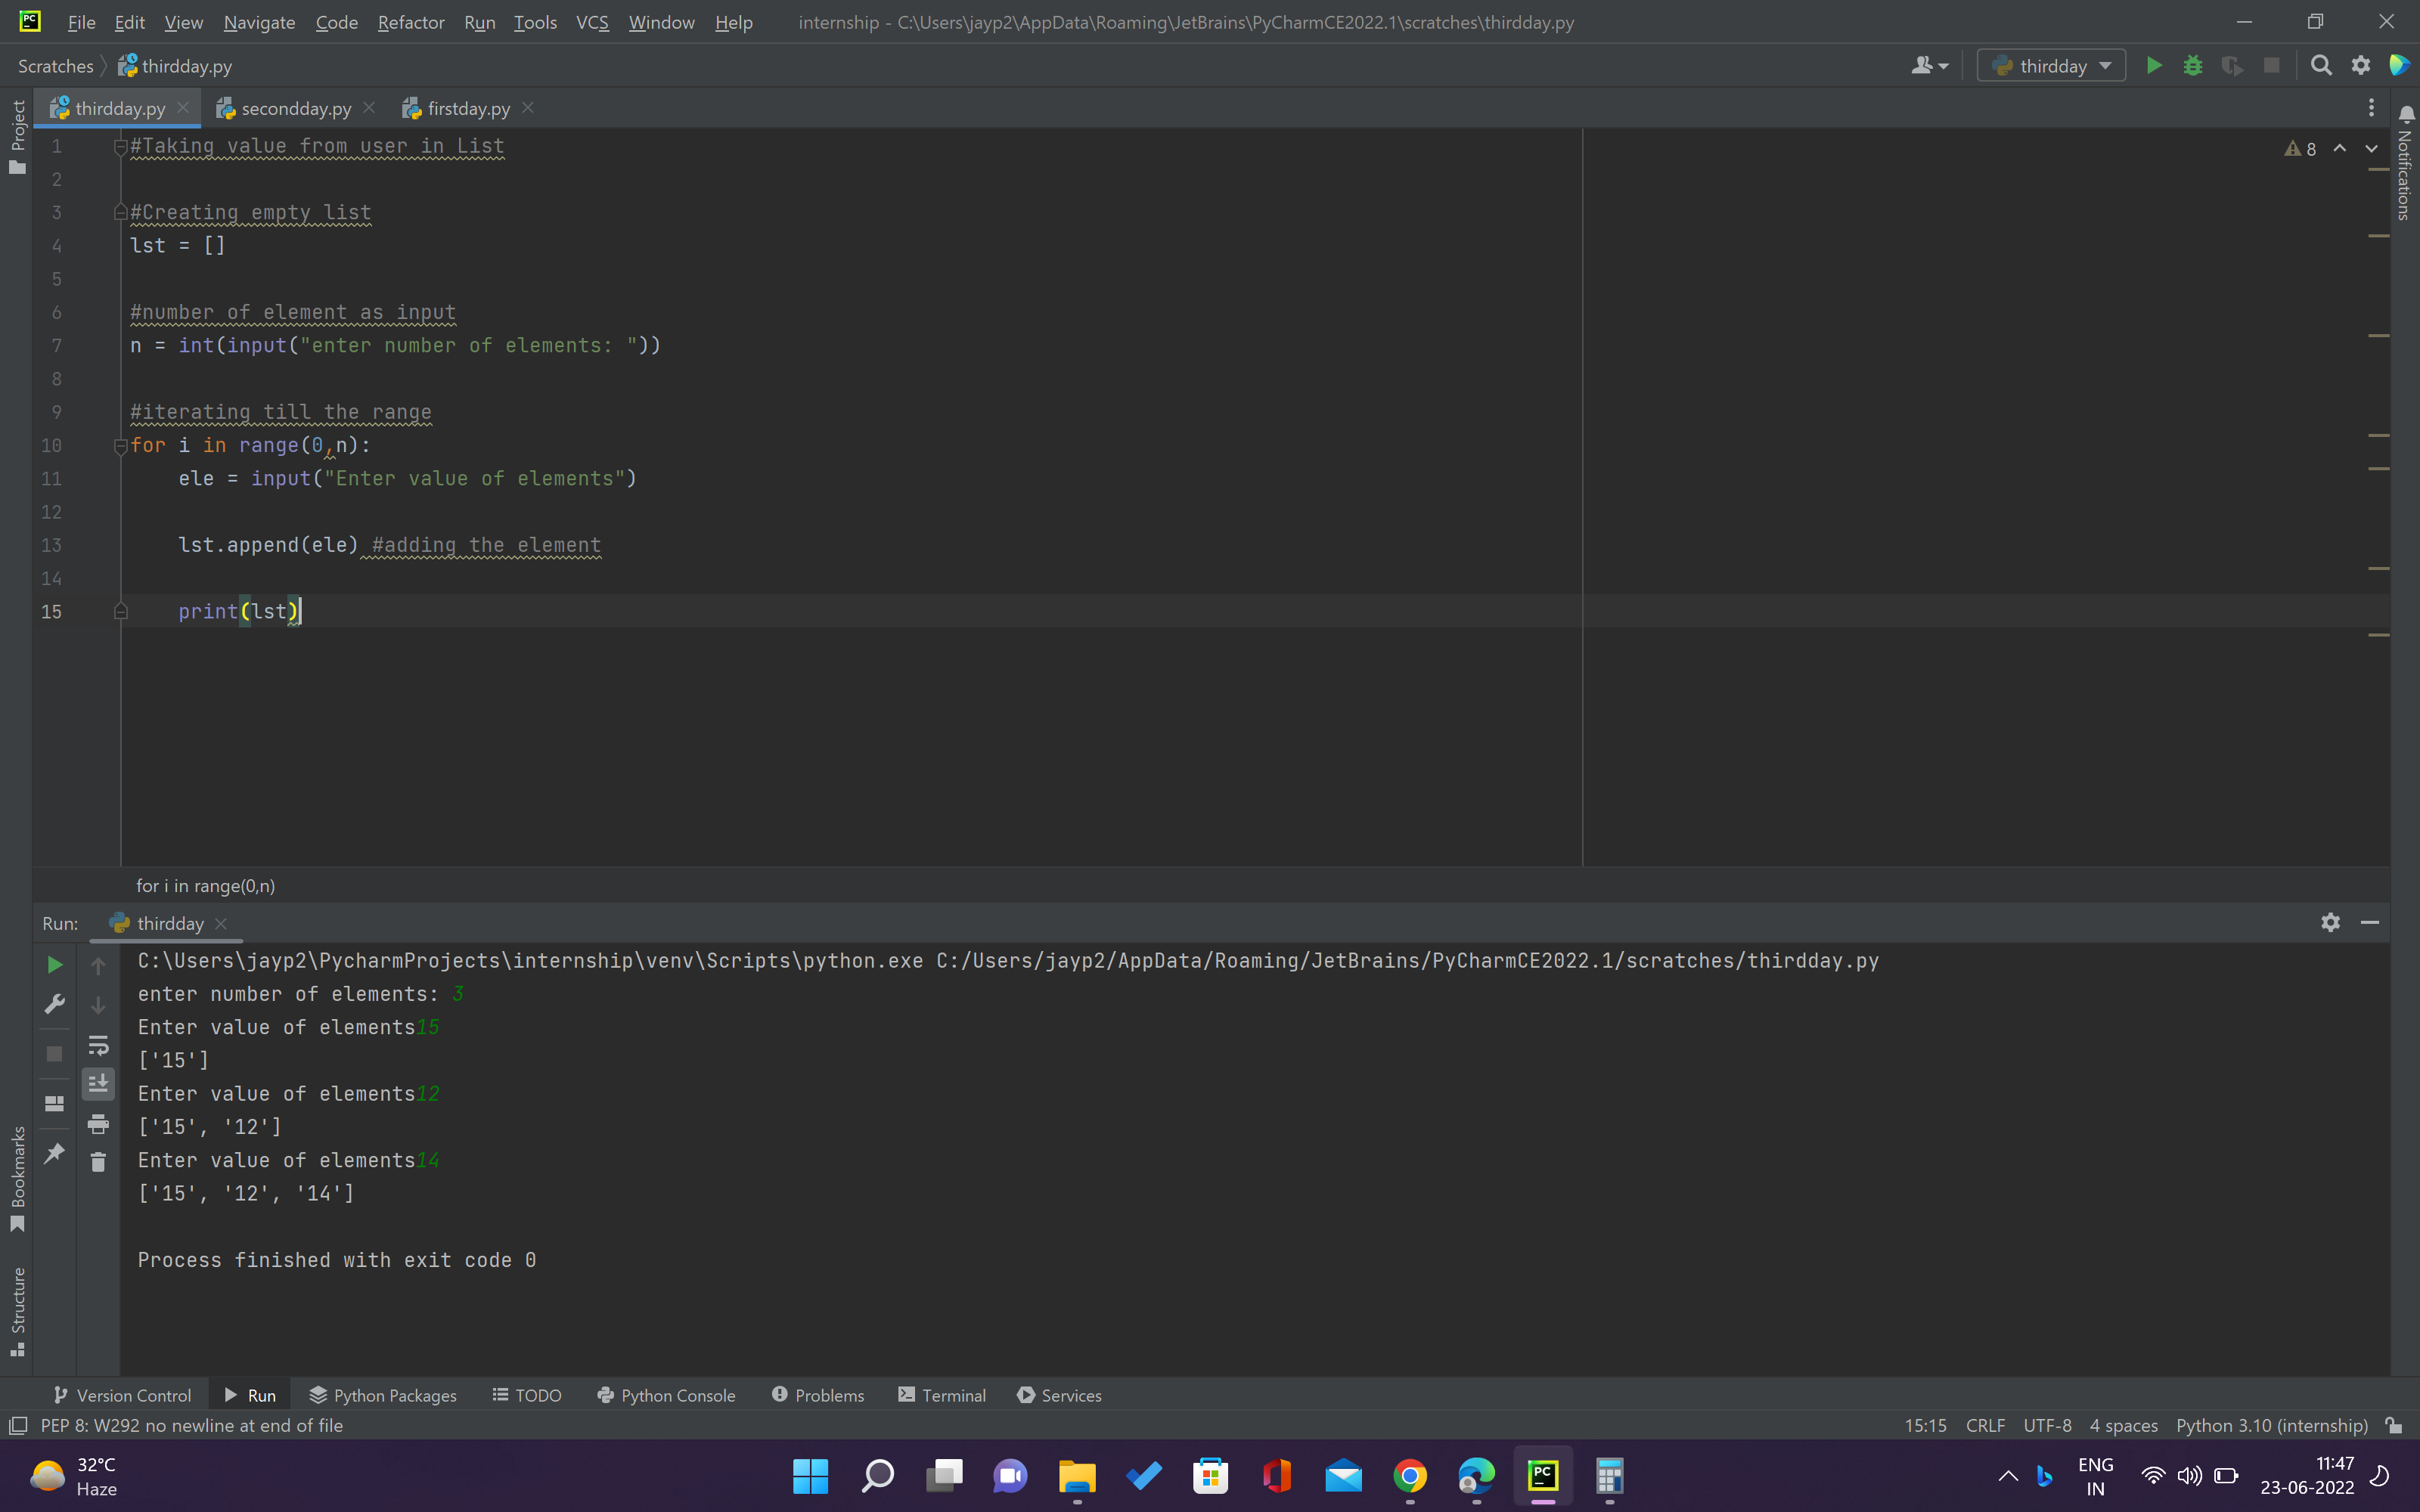 PC File Edit View Navigate Code Refactor Run Tools VCS Window Help internship - C:\Users\jayp2\AppData\Roaming\JetBrains\PyCharmCE2022.1\scratches\thirdday.py
Scratches thirdday.py thirdday
thirdday.py secondday.py firstday.py
Project
Notifications
8
1 #Taking value from user in List
2
3 #Creating empty list
4 lst = []
5
6 #number of element as input
7 n = int(input("enter number of elements: "))
8
9 #iterating till the range
10 for i in range(0,n):
11 ele = input("Enter value of elements")
12
13 lst.append(ele) #adding the element
14
15 print(lst)
for i in range(0,n)
Run: thirdday
C:\Users\jayp2\PycharmProjects\internship\venv\Scripts\python.exe C:/Users/jayp2/AppData/Roaming/JetBrains/PyCharmCE2022.1/scratches/thirdday.py
enter number of elements: 3
Enter value of elements15
['15']
Enter value of elements12
['15', '12']
Enter value of elements14
['15', '12', '14']
Process finished with exit code 0
Bookmarks
Structure
Version Control Run Python Packages TODO Python Console Problems Terminal Services
PEP 8: W292 no newline at end of file 15:15 CRLF UTF-8 4 spaces Python 3.10 (internship)
32°C
Haze
PC
ENG
IN
11:47
23-06-2022